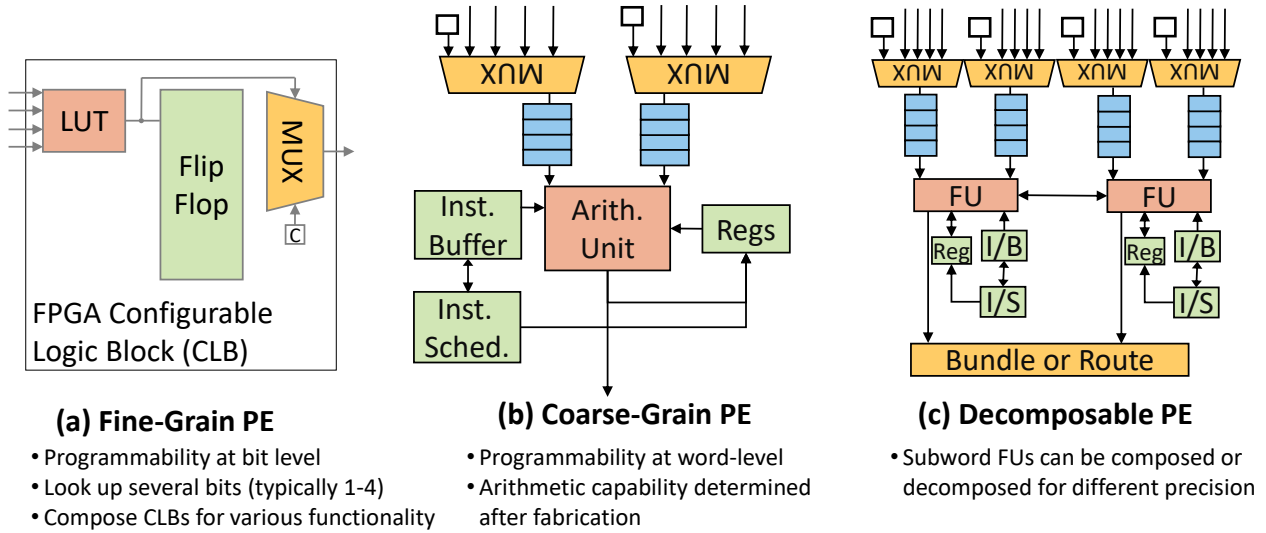 LUT
Flip
Flop
MUX
C
FPGA Configurable
Logic Block (CLB)
(a) Fine-Grain PE
• Programmability at bit level
• Look up several bits (typically 1-4)
• Compose CLBs for various functionality
MUX
MUX
Inst.
Buffer
Arith.
Unit
Regs
Inst.
Sched.
(b) Coarse-Grain PE
• Programmability at word-level
• Arithmetic capability determined
after fabrication
MUX
MUX
MUX
MUX
FU
FU
Reg
I/B
Reg
I/B
I/S
I/S
Bundle or Route
(c) Decomposable PE
• Subword FUs can be composed or
decomposed for different precision